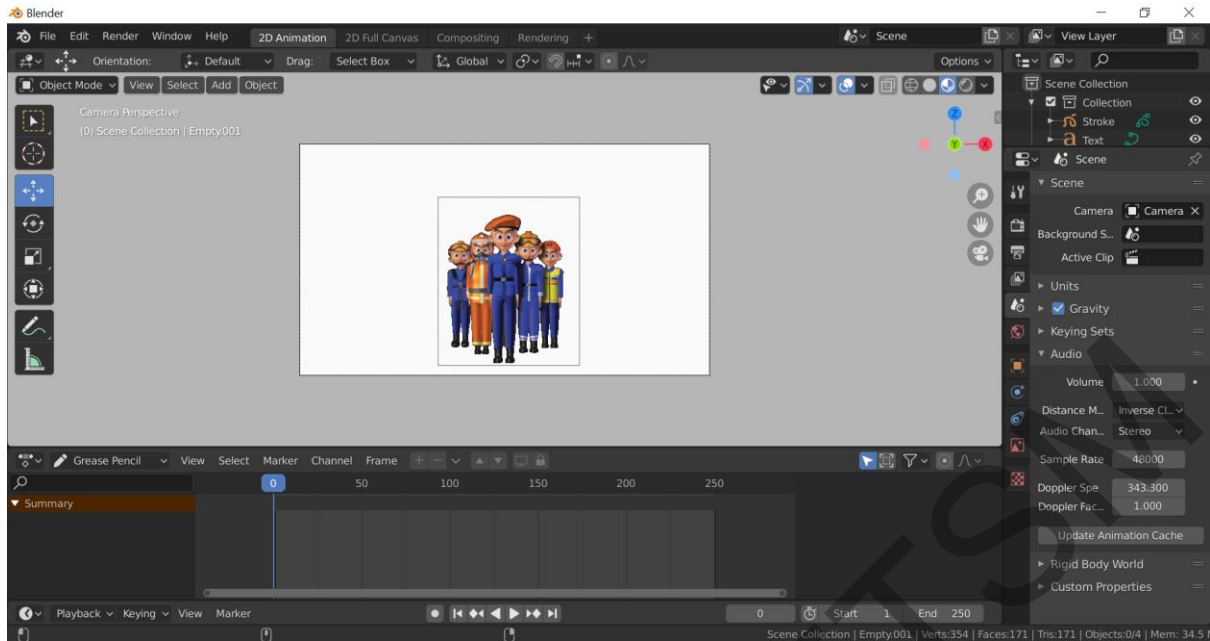 Blender
File Edit Render Window Help 2D Animation 2D Full Canvas Compositing Rendering + Scene View Layer
Orientation: Default Drag: Select Box Global Options
Object Mode View Select Add Object
Camera Perspective
(0) Scene Collection | Empty.001
Z
Y X
Scene Collection
Collection
Stroke
Text
Scene
Scene
Camera Camera
Background S...
Active Clip
Units
Gravity
Keying Sets
Audio
Volume 1.000
Distance M... Inverse Cl...
Audio Chan... Stereo
Sample Rate 48000
Doppler Spe 343.300
Doppler Fac... 1.000
Update Animation Cache
Rigid Body World
Custom Properties
Grease Pencil View Select Marker Channel Frame
0 50 100 150 200 250
Summary
Playback Keying View Marker 0 Start 1 End 250
Scene Collection | Empty.001 | Verts:354 | Faces:171 | Tris:171 | Objects:0/4 | Mem: 34.5